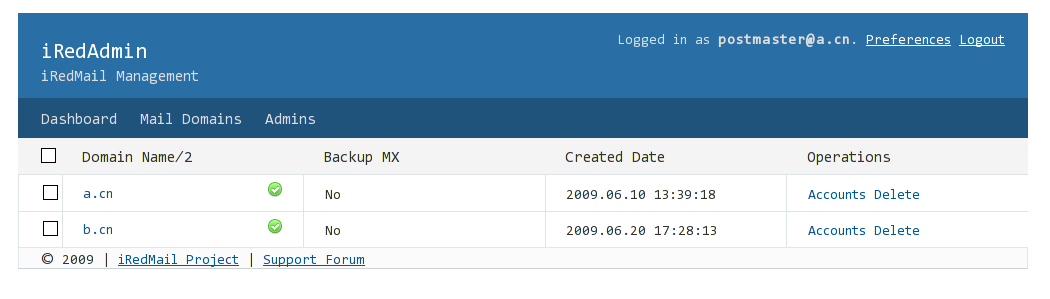 Logged in as postmaster@a.cn. Preferences Logout
iRedAdmin
iRedMail Management
Dashboard Mail Domains Admins
Domain Name/2 Backup MX Created Date Operations
a.cn No 2009.06.10 13:39:18 Accounts Delete
b.cn No 2009.06.20 17:28:13 Accounts Delete
© 2009 | iRedMail Project | Support Forum